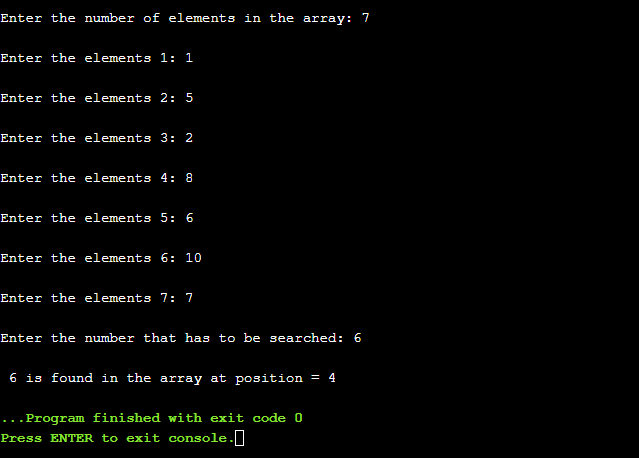 Enter the number of elements in the array: 7
Enter the elements 1: 1
Enter the elements 2: 5
Enter the elements 3: 2
Enter the elements 4: 8
Enter the elements 5: 6
Enter the elements 6: 10
Enter the elements 7: 7
Enter the number that has to be searched: 6
6 is found in the array at position = 4
...Program finished with exit code 0
Press ENTER to exit console.